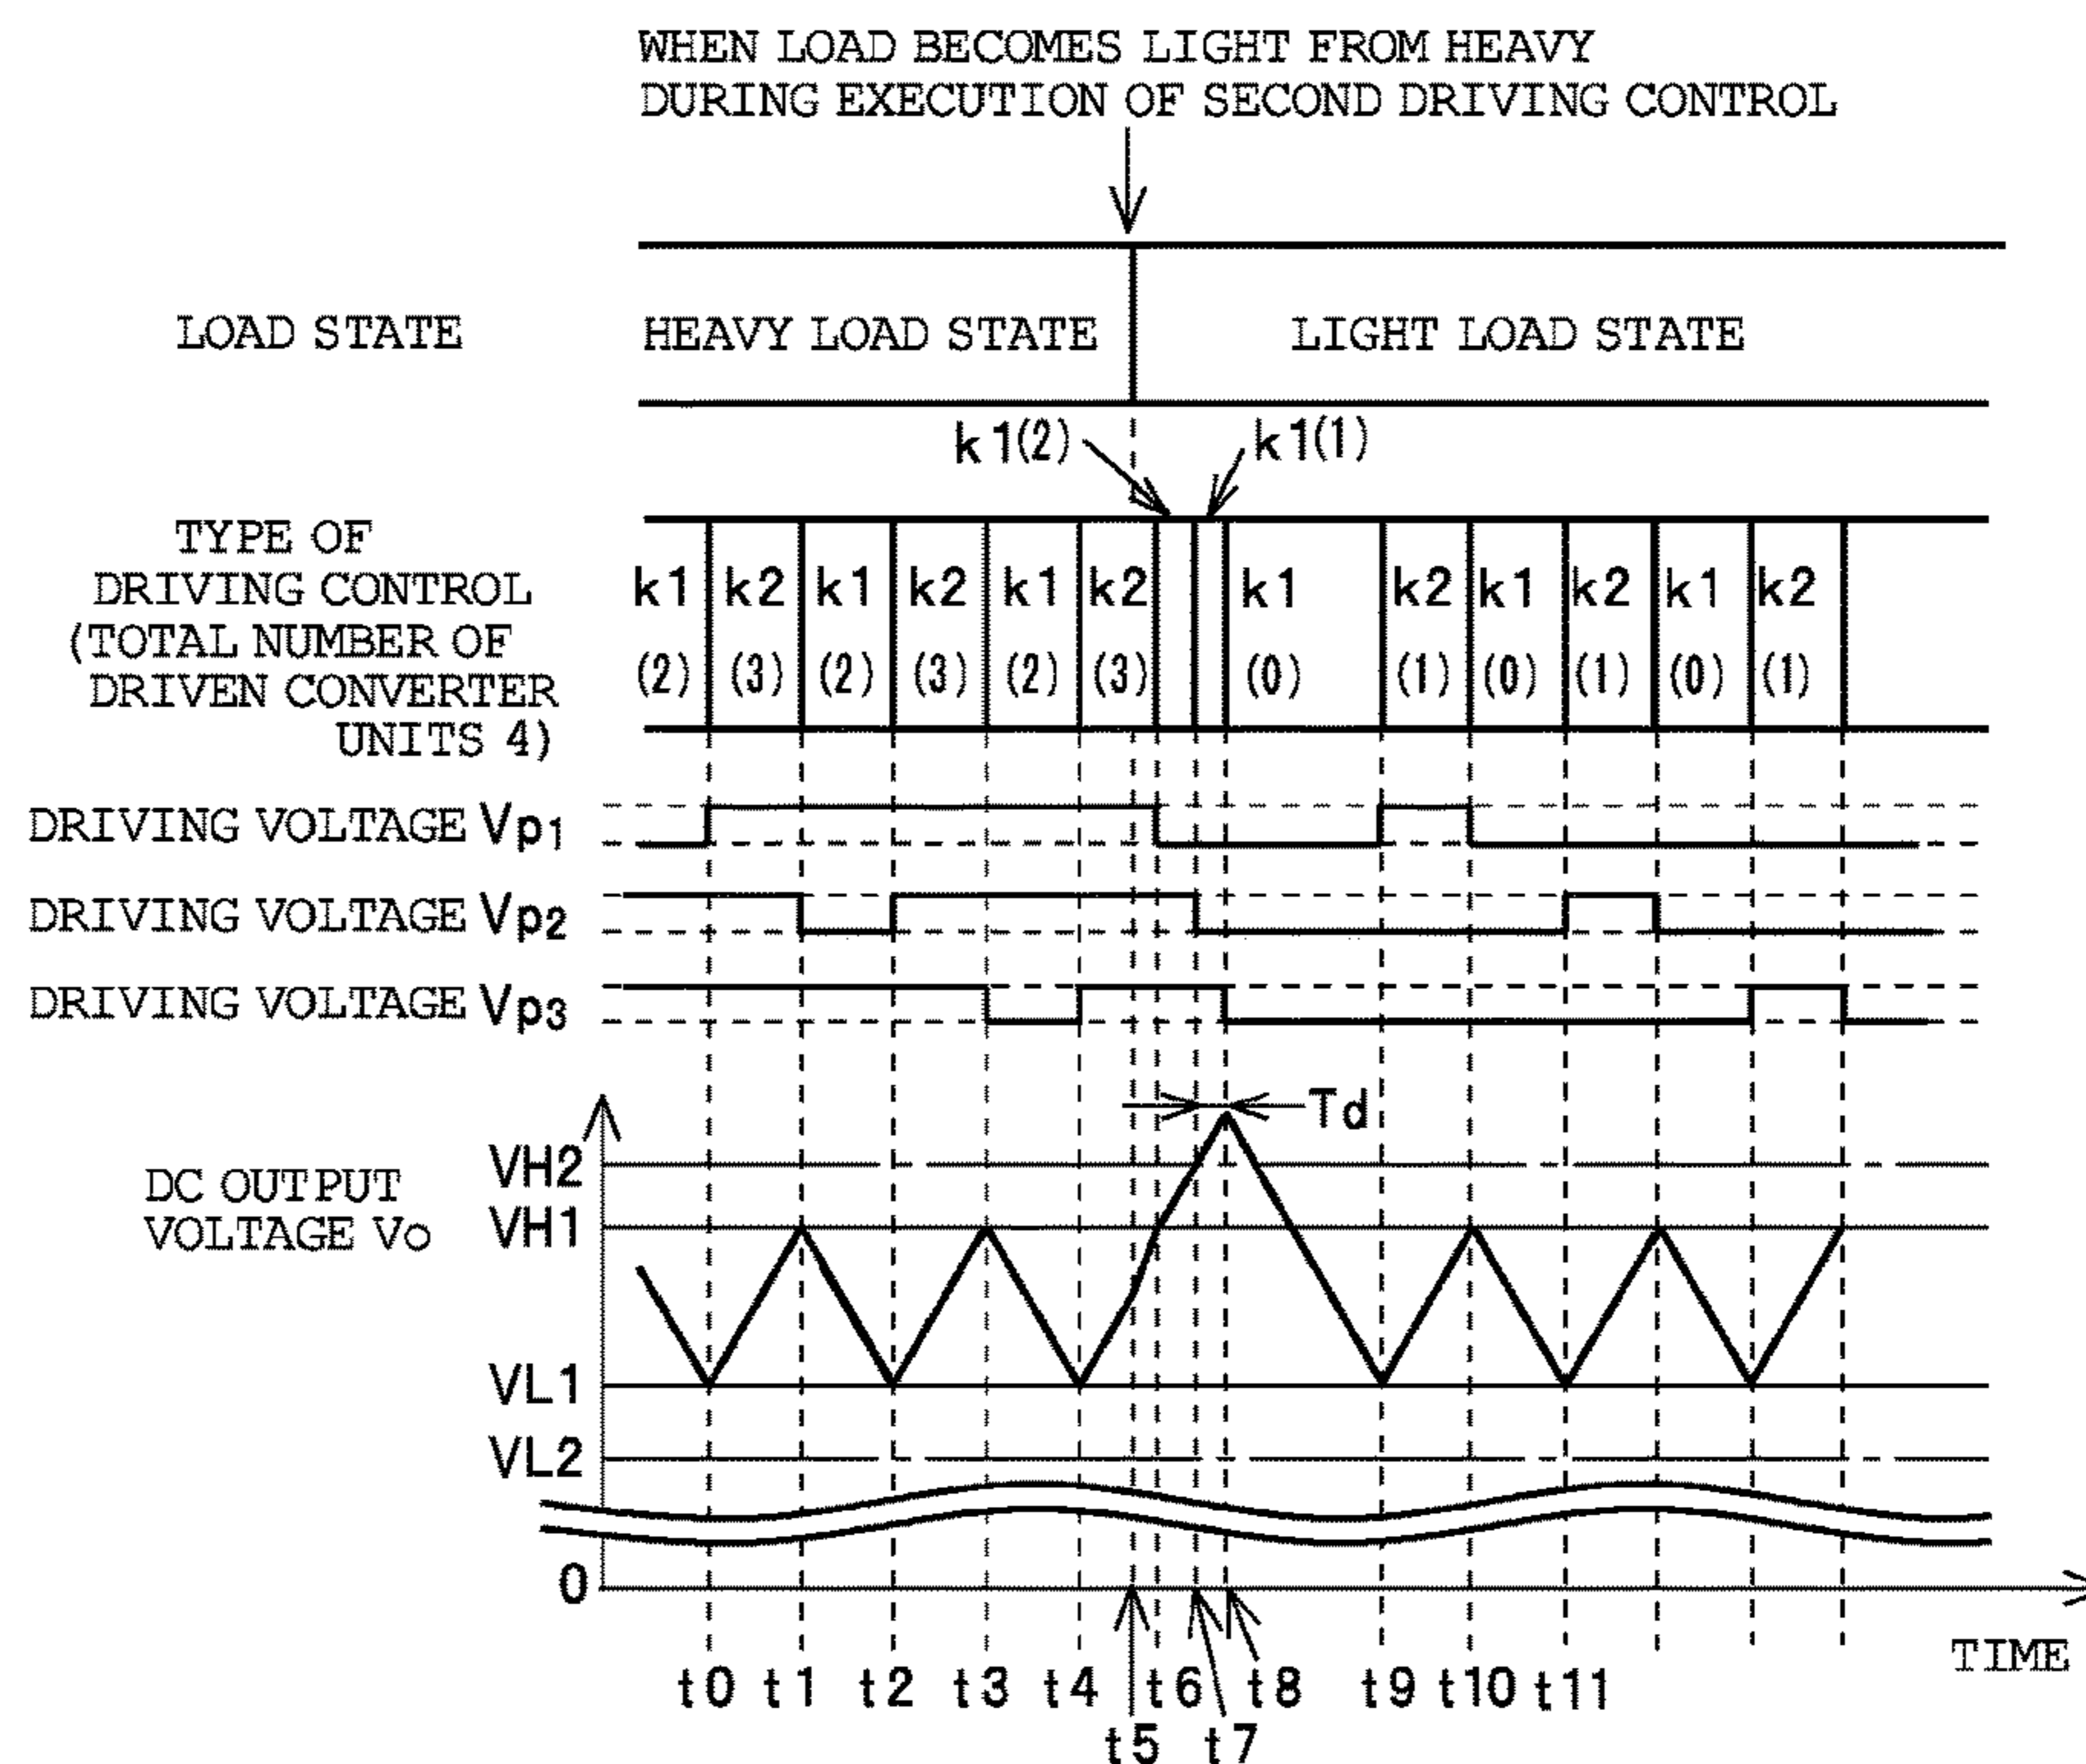 WHEN LOAD BECOMES LIGHT FROM HEAVY
DURING EXECUTION OF SECOND DRIVING CONTROL
LOAD STATE
HEAVY LOAD STATE
LIGHT LOAD STATE
k1(2)
k1(1)
TYPE OF
DRIVING CONTROL
(TOTAL NUMBER OF
DRIVEN CONVERTER
UNITS 4)
k1 k2 k1 k2 k1 k2 k1 k2 k1 k2 k1 k2
(2) (3) (2) (3) (2) (3) (0) (1) (0) (1) (0) (1)
DRIVING VOLTAGE Vp1
DRIVING VOLTAGE Vp2
DRIVING VOLTAGE Vp3
Td
DC OUTPUT
VOLTAGE Vo
VH2
VH1
VL1
VL2
0
TIME
t0 t1 t2 t3 t4 t6 t8 t9 t10 t11
t5 t7